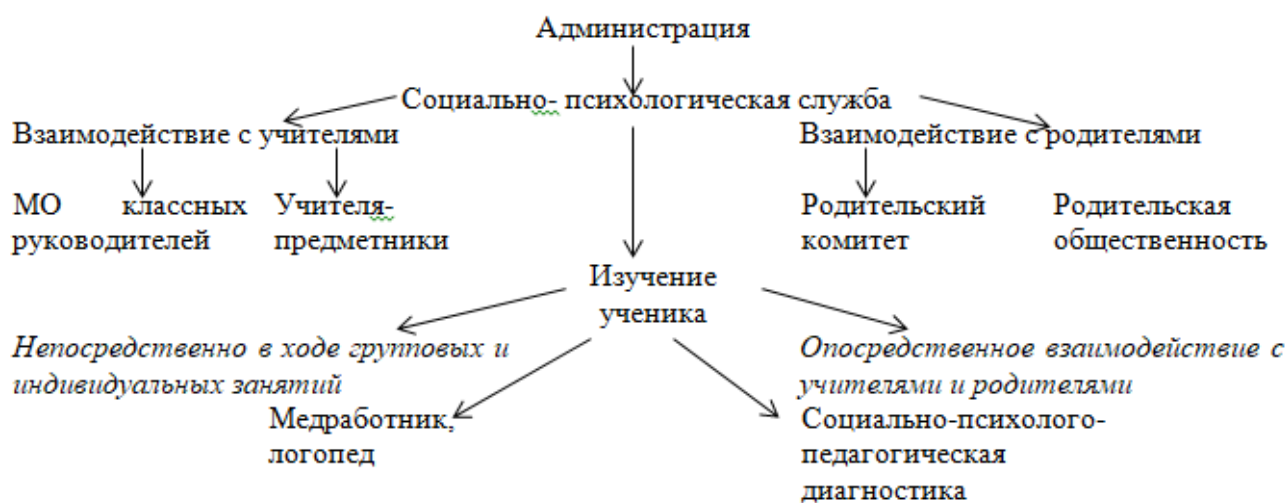 Администрация
Социально- психологическая служба
Взаимодействие с учителями
Взаимодействие с родителями
МО классных
руководителей
Учителя-
предметники
Родительский
комитет
Родительская
общественность
Изучение
ученика
Непосредственно в ходе групповых и
индивидуальных занятий
Опосредственное взаимодействие с
учителями и родителями
Медработник,
логопед
Социально-психолого-
педагогическая
диагностика